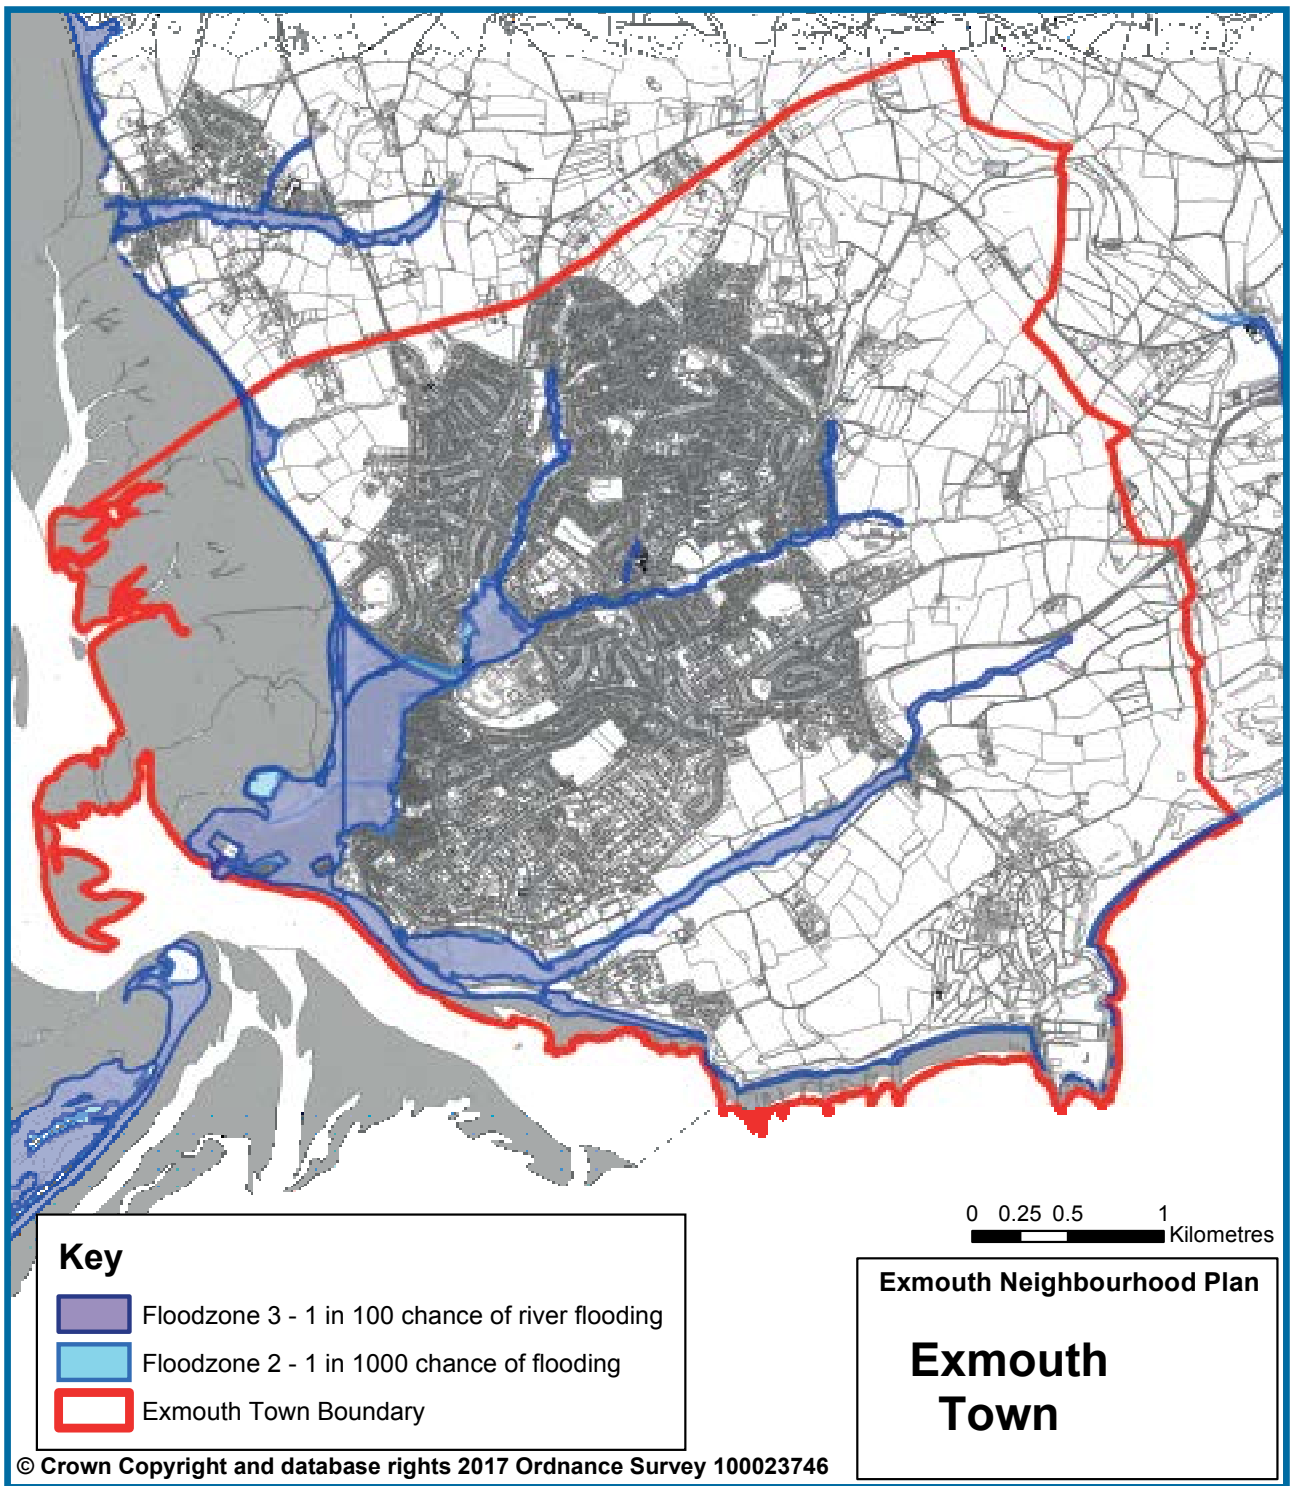 0 0.25 0.5 1
Kilometres
Key
Floodzone 3 - 1 in 100 chance of river flooding
Floodzone 2 - 1 in 1000 chance of flooding
Exmouth Town Boundary
Exmouth Neighbourhood Plan
Exmouth
Town
© Crown Copyright and database rights 2017 Ordnance Survey 100023746